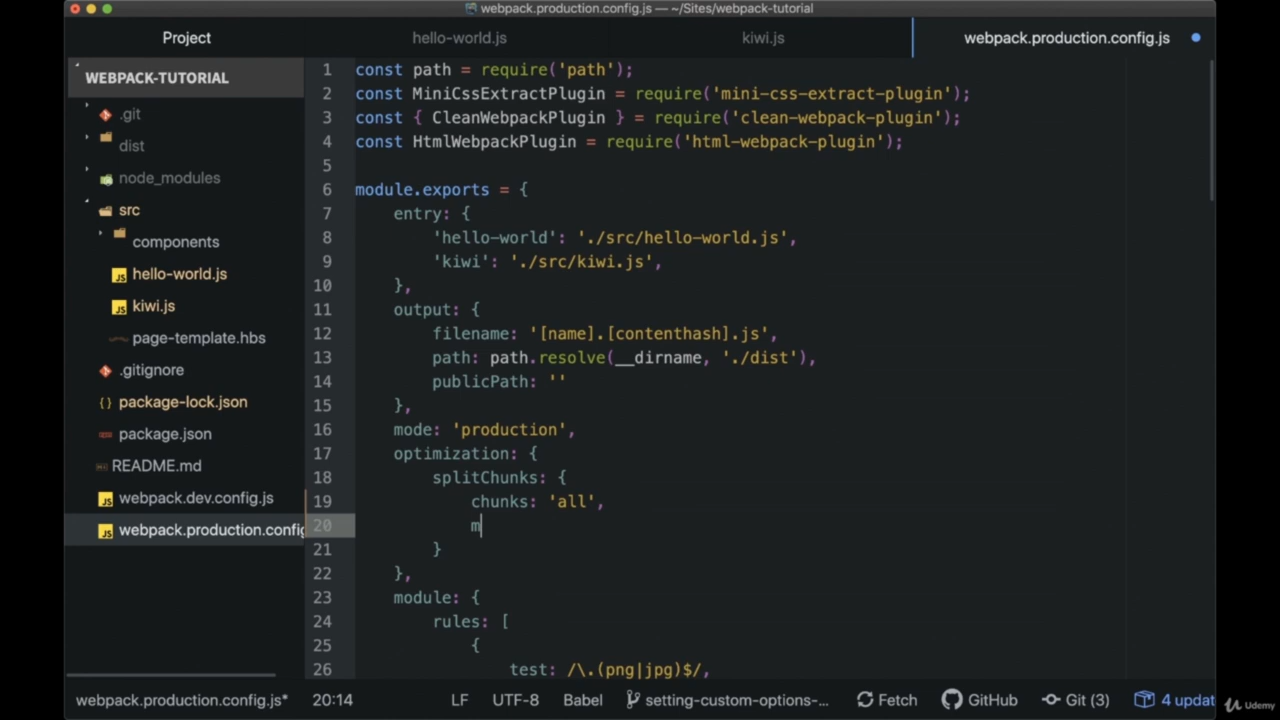 webpack.production.config.js — ~/Sites/webpack-tutorial
Project
hello-world.js
kiwi.js
webpack.production.config.js
WEBPACK-TUTORIAL
.git
dist
node_modules
src
components
hello-world.js
kiwi.js
page-template.hbs
.gitignore
package-lock.json
package.json
README.md
webpack.dev.config.js
webpack.production.config
1 const path = require('path');
2 const MiniCssExtractPlugin = require('mini-css-extract-plugin');
3 const { CleanWebpackPlugin } = require('clean-webpack-plugin');
4 const HtmlWebpackPlugin = require('html-webpack-plugin');
5
6 module.exports = {
7 entry: {
8 'hello-world': './src/hello-world.js',
9 'kiwi': './src/kiwi.js',
10 },
11 output: {
12 filename: '[name].[contenthash].js',
13 path: path.resolve(__dirname, './dist'),
14 publicPath: ''
15 },
16 mode: 'production',
17 optimization: {
18 splitChunks: {
19 chunks: 'all',
20 m
21 }
22 },
23 module: {
24 rules: [
25 {
26 test: /\.(png|jpg)$/,
webpack.production.config.js* 20:14 LF UTF-8 Babel setting-custom-options-... Fetch GitHub Git (3) 4 updat
Udemy